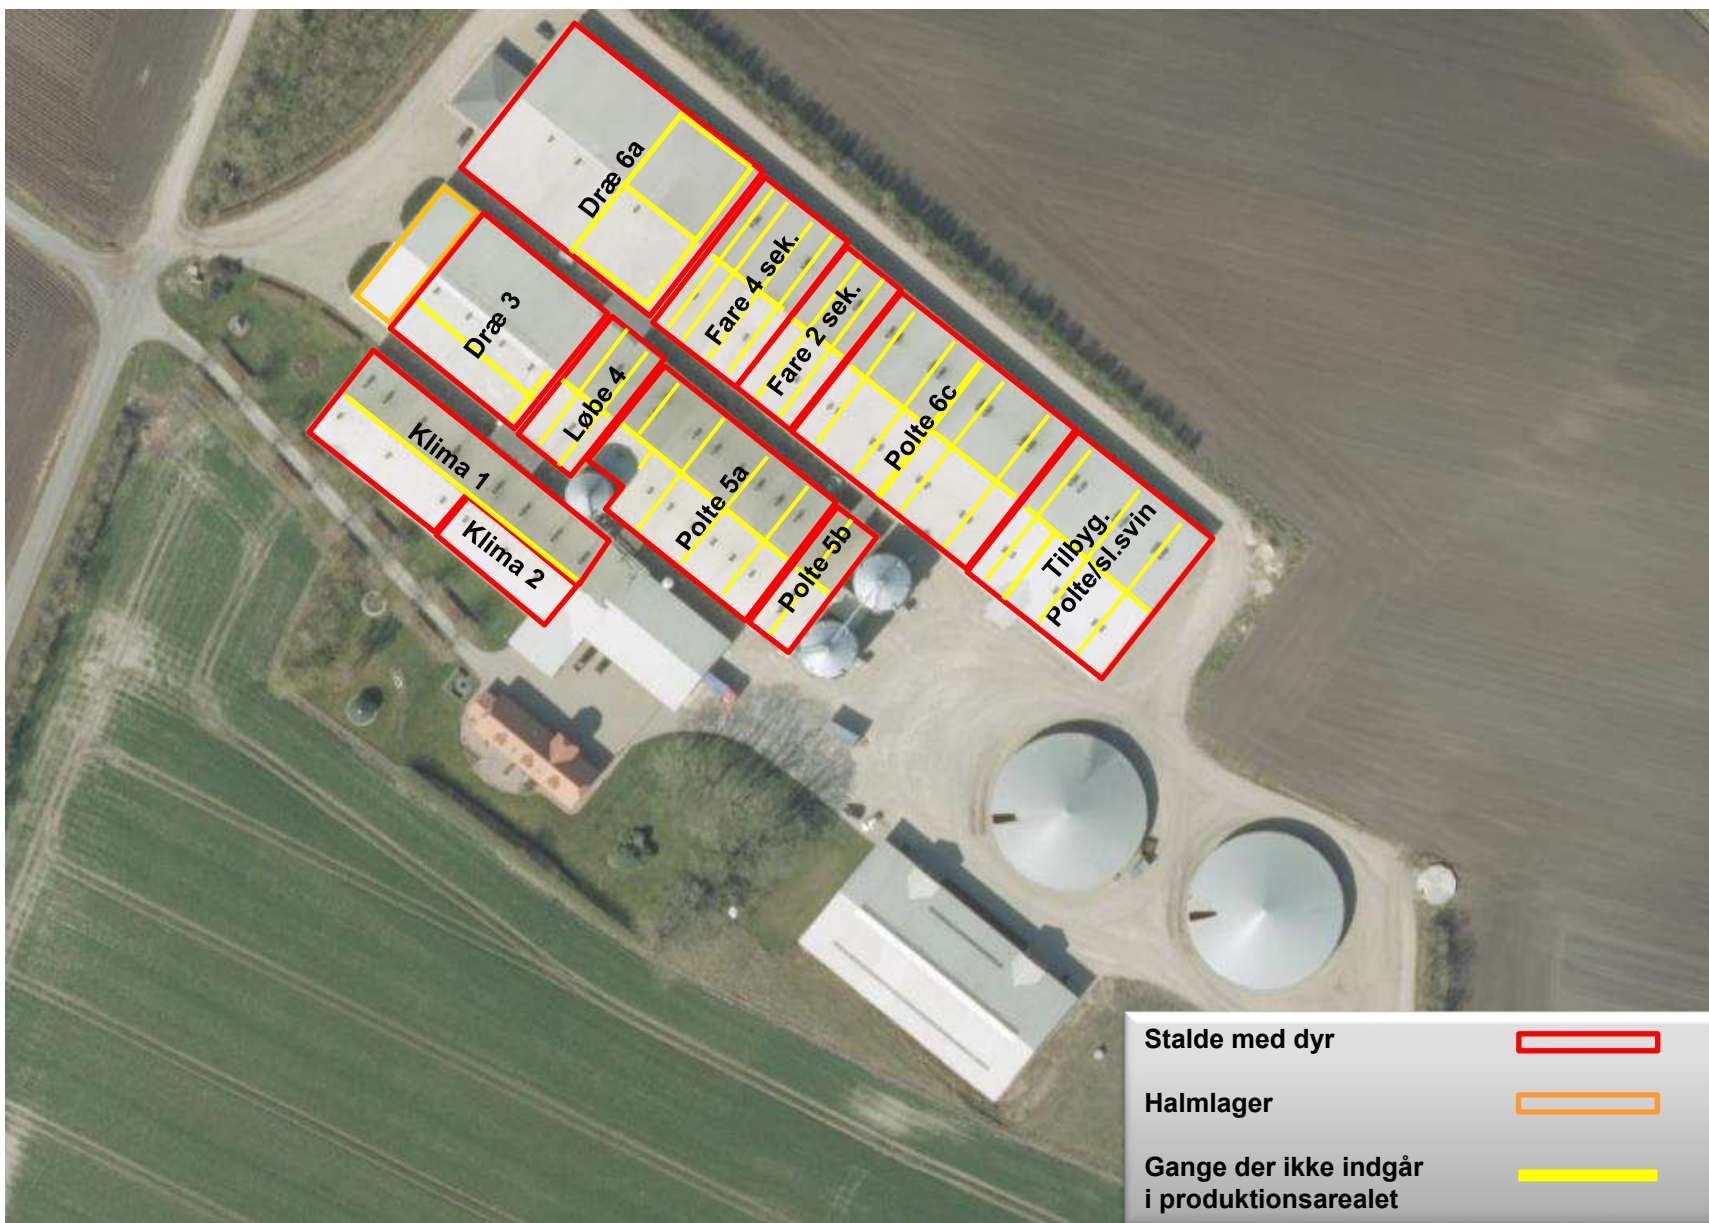 Dræ 6a
Fare 4 sek.
Fare 2 sek.
Dræ 3
Løbe 4
Polte 6c
Klima 1
Polte 5a
Klima 2
Polte 5b
Tilbyg.
Polte/sl.svin
Stalde med dyr
Halmlager
Gange der ikke indgår
i produktionsarealet